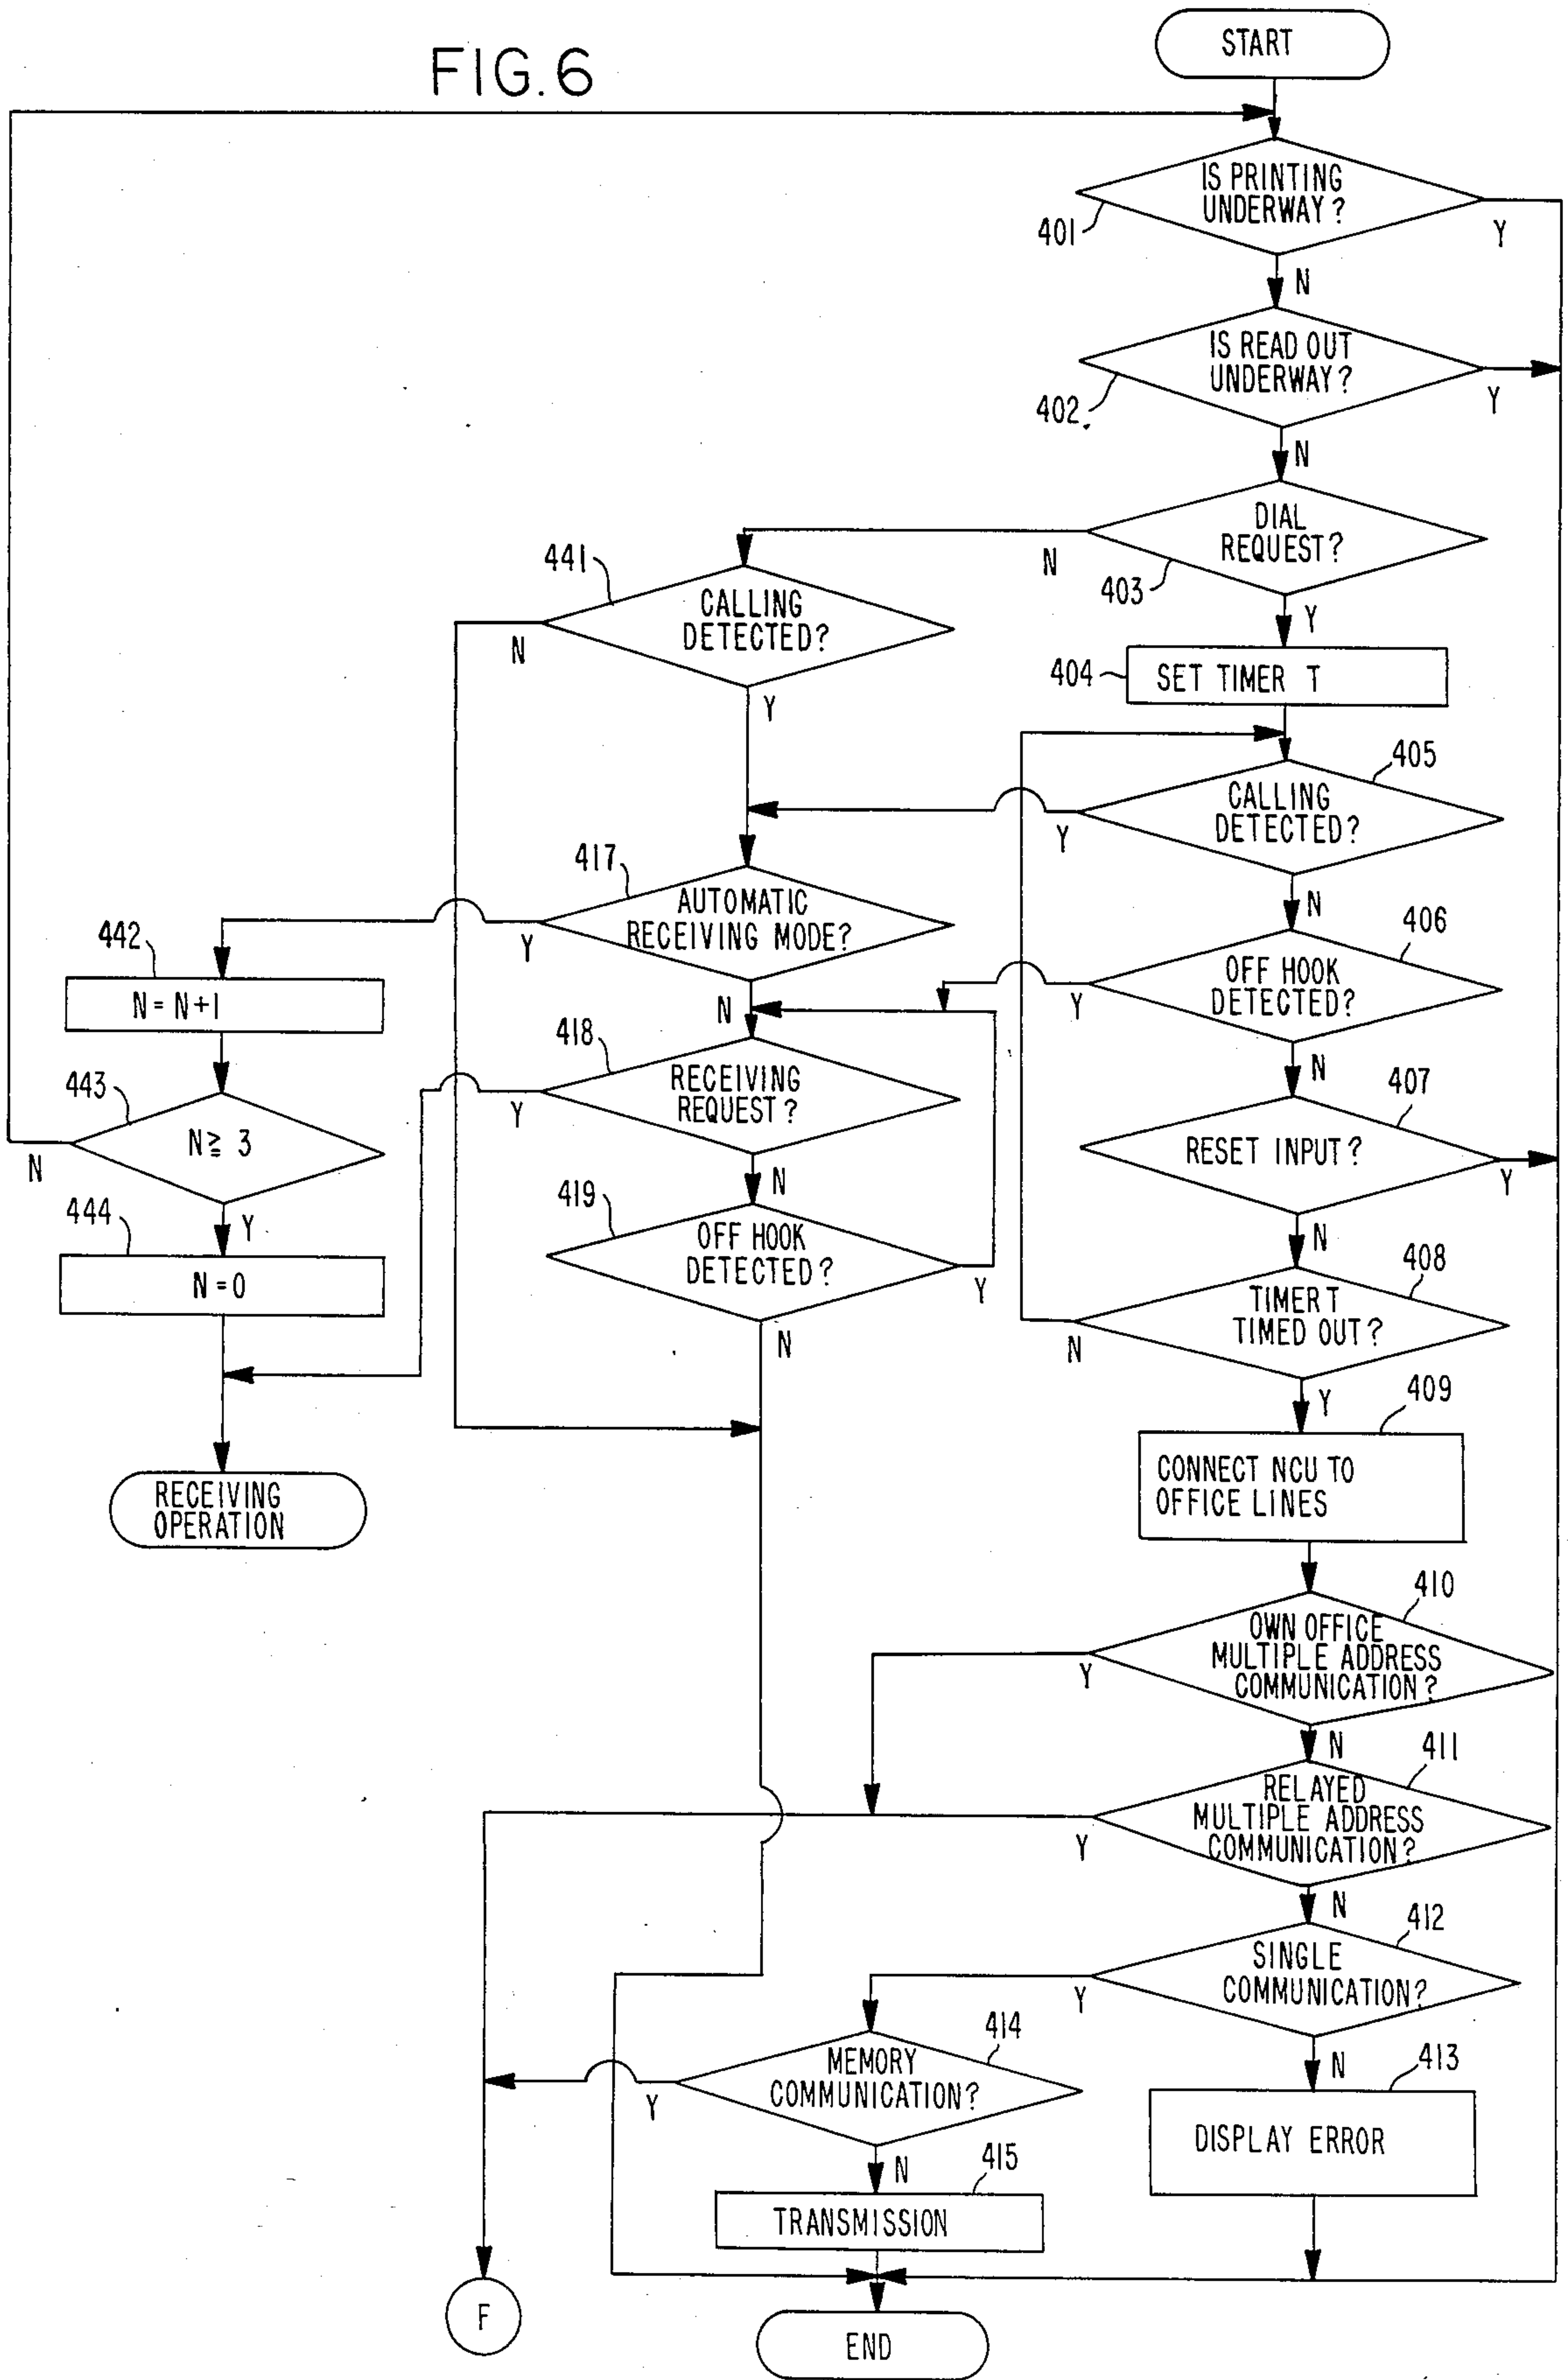 FIG. 6
START
IS PRINTING
UNDERWAY?
401
Y
N
IS READ OUT
UNDERWAY?
402
Y
N
DIAL
REQUEST?
403
N
Y
441
CALLING
DETECTED?
N
Y
404
SET TIMER T
405
CALLING
DETECTED?
Y
N
417
AUTOMATIC
RECEIVING MODE?
Y
N
406
OFF HOOK
DETECTED?
Y
N
442
N = N+1
418
RECEIVING
REQUEST?
Y
N
407
RESET INPUT?
Y
N
443
N ≧ 3
N
Y
419
OFF HOOK
DETECTED?
Y
N
444
N = 0
408
TIMER T
TIMED OUT?
N
Y
409
CONNECT NCU TO
OFFICE LINES
RECEIVING
OPERATION
410
OWN OFFICE
MULTIPLE ADDRESS
COMMUNICATION?
Y
N
411
RELAYED
MULTIPLE ADDRESS
COMMUNICATION?
Y
N
412
SINGLE
COMMUNICATION?
Y
N
414
MEMORY
COMMUNICATION?
Y
N
413
DISPLAY ERROR
415
TRANSMISSION
F
END